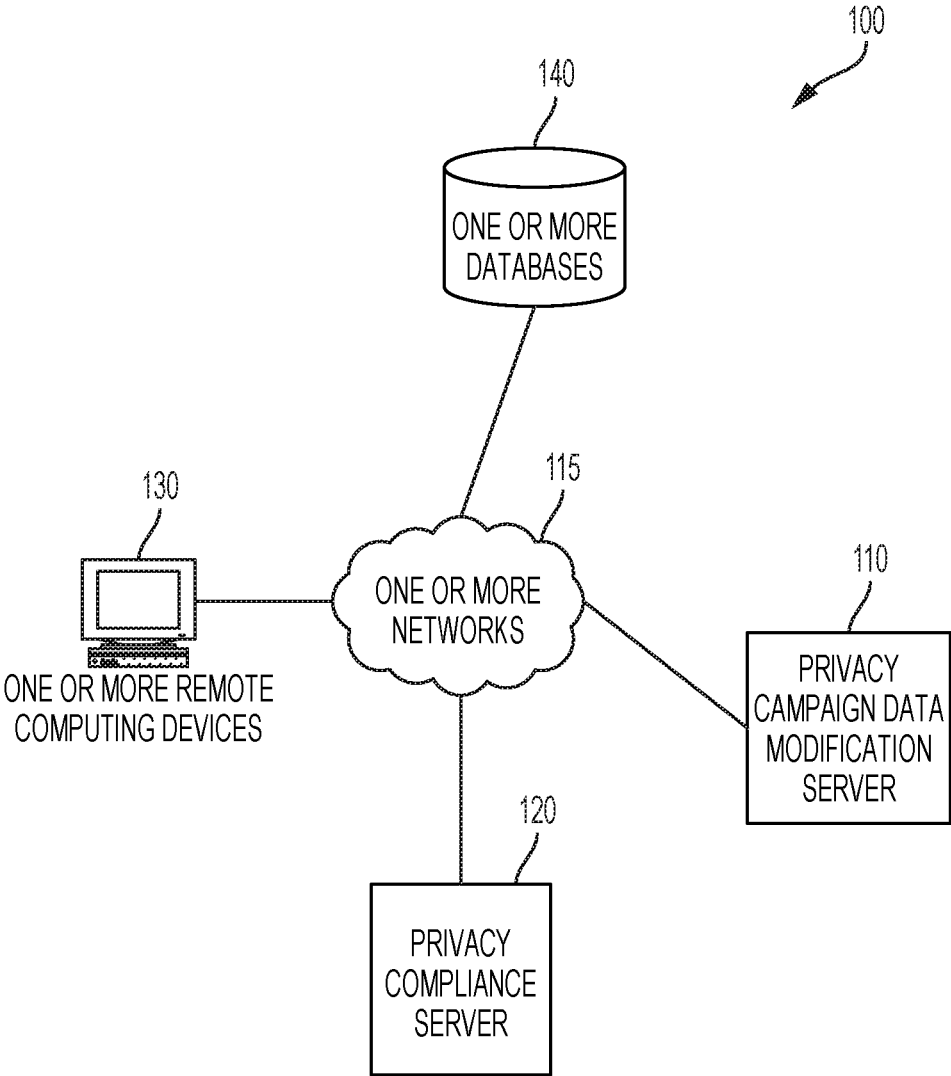 100
140
ONE OR MORE
DATABASES
115
130
ONE OR MORE
NETWORKS
110
ONE OR MORE REMOTE
COMPUTING DEVICES
PRIVACY
CAMPAIGN DATA
MODIFICATION
SERVER
120
PRIVACY
COMPLIANCE
SERVER